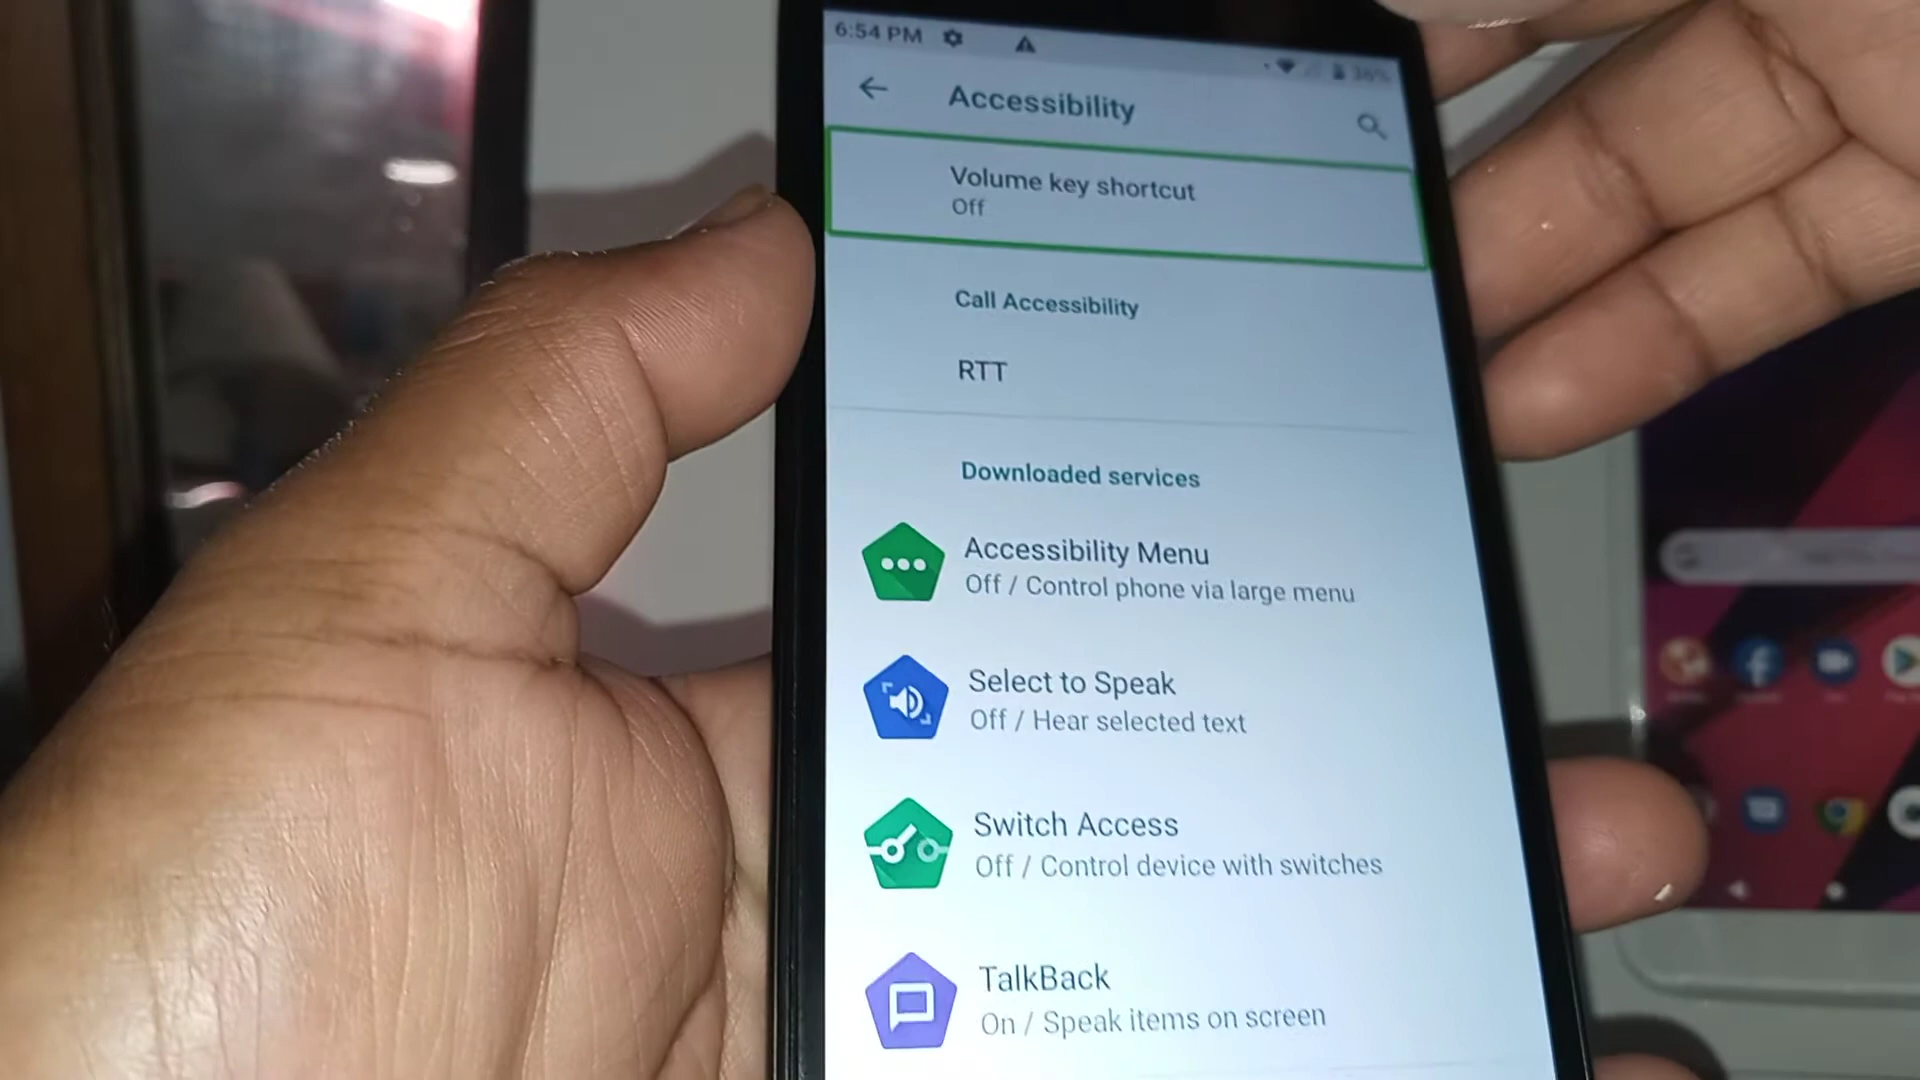 6:54 PM
36%
Accessibility
Volume key shortcut
Off
Call Accessibility
RTT
Downloaded services
Accessibility Menu
Off / Control phone via large menu
Select to Speak
Off / Hear selected text
Switch Access
Off / Control device with switches
TalkBack
On / Speak items on screen